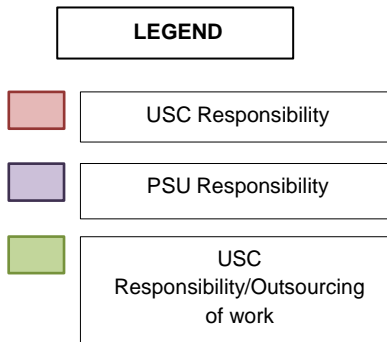 LEGEND
USC Responsibility
PSU Responsibility
USC
Responsibility/Outsourcing
of work